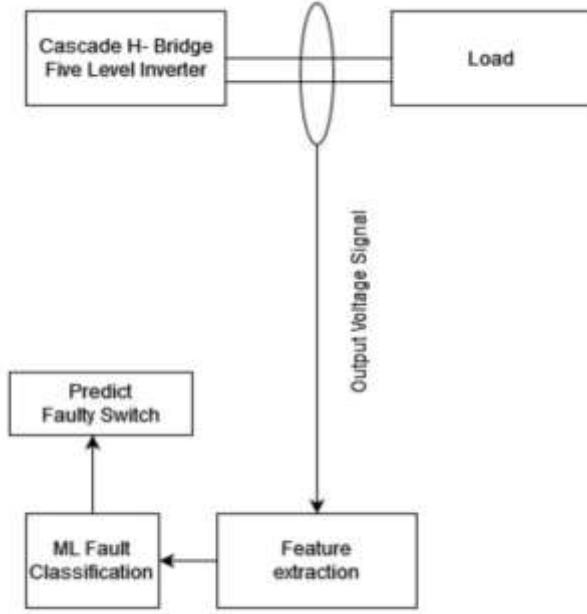 Cascade H- Bridge
Five Level Inverter
Load
Output Voltage Signal
Predict
Faulty Switch
ML Fault
Classification
Feature
extraction